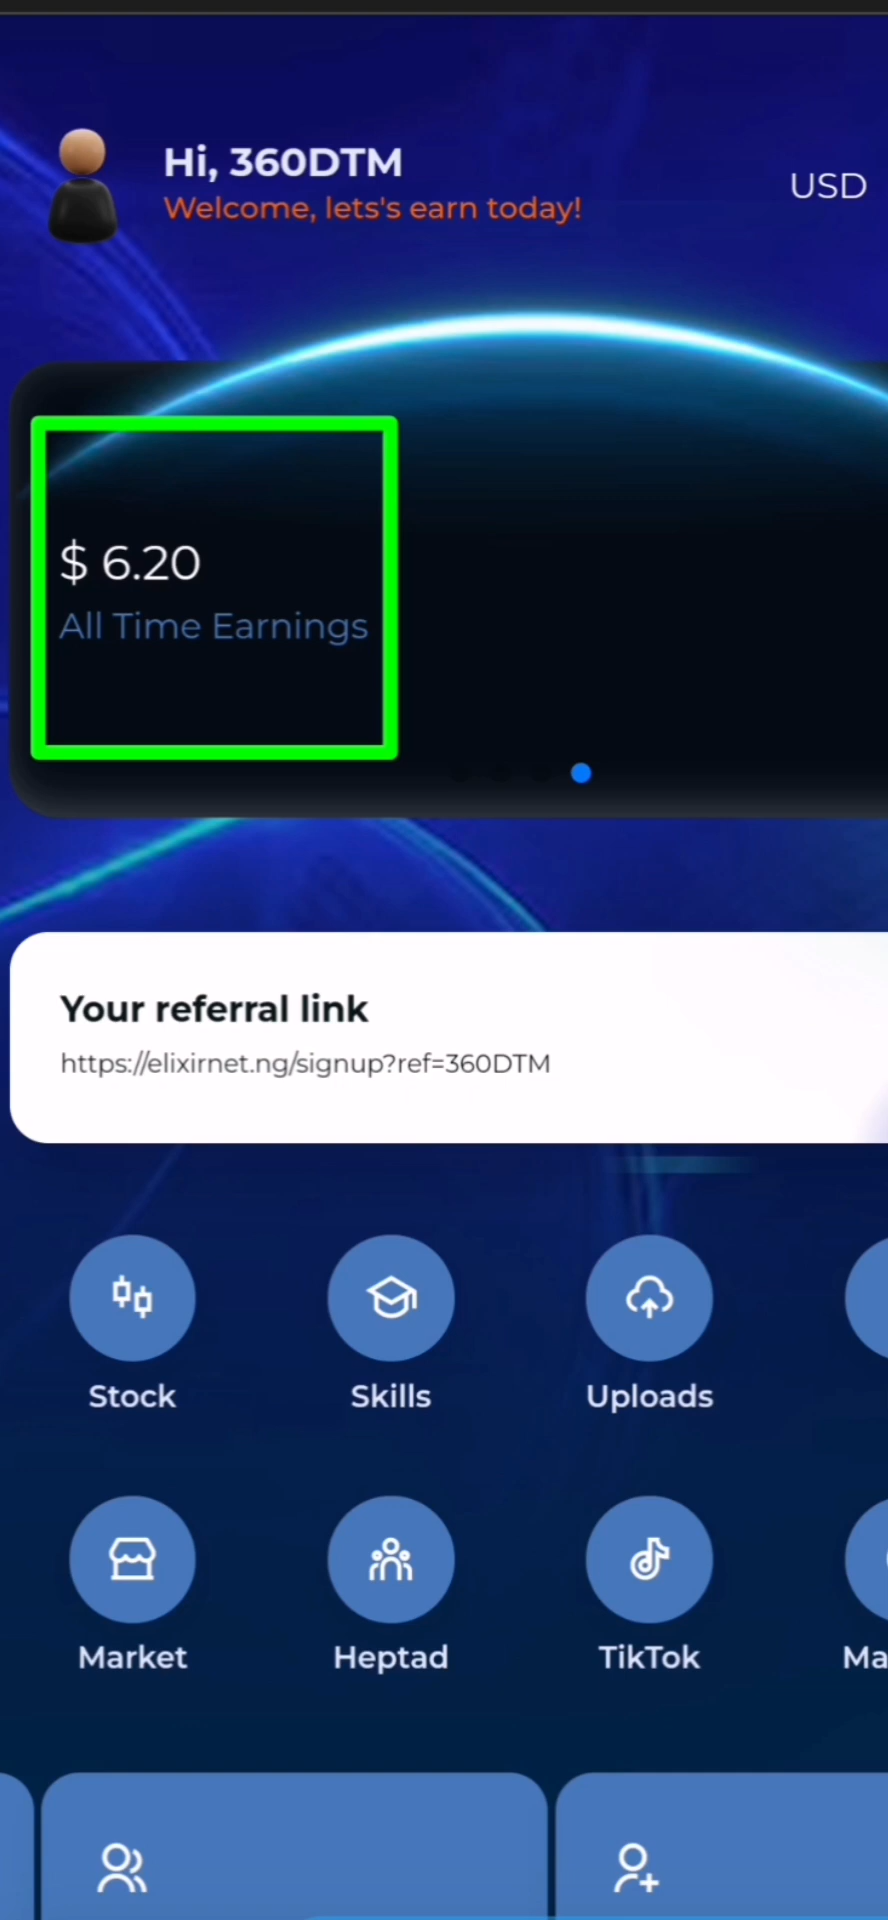 Hi, 360DTM
Welcome, lets's earn today!
USD
$ 6.20
All Time Earnings
Your referral link
https://elixirnet.ng/signup?ref=360DTM
Stock
Skills
Uploads
Market
Heptad
TikTok
Ma